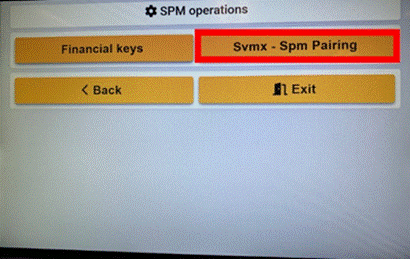 SPM operations
Financial keys
Svmx - Spm Pairing
Back
Exit